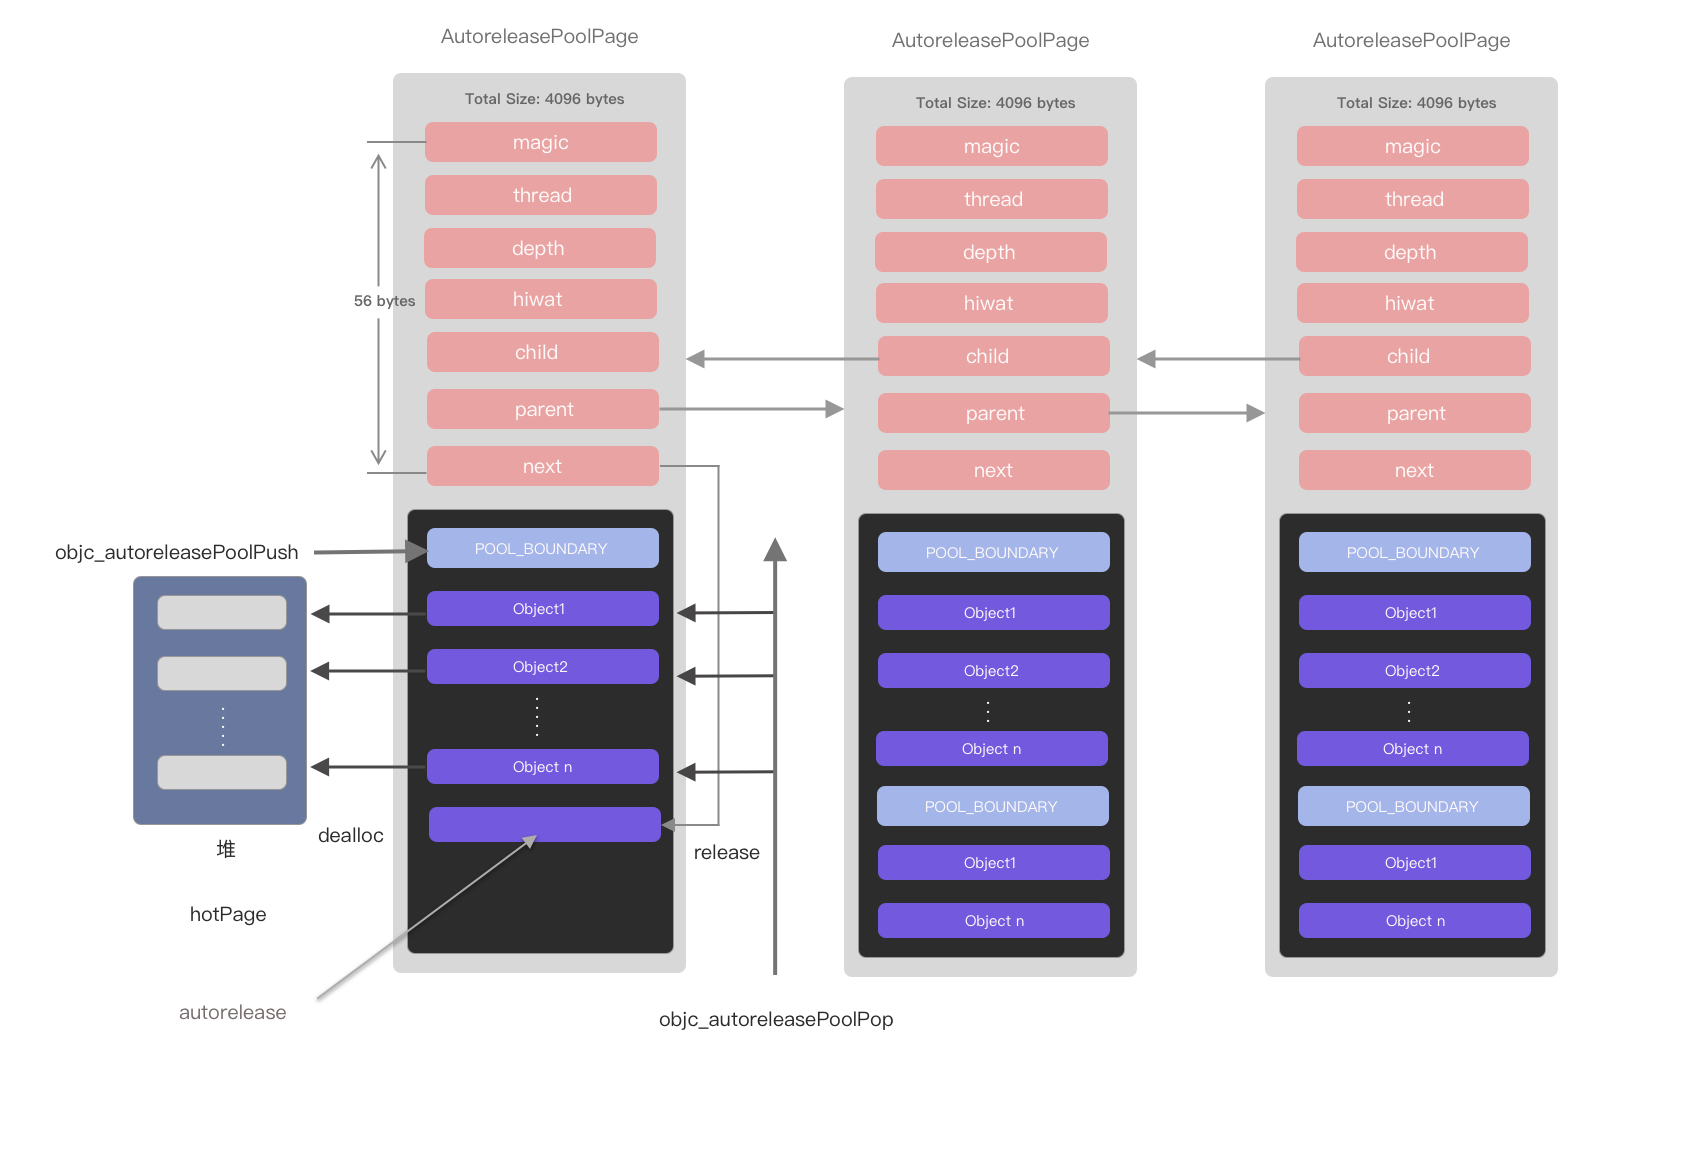 AutoreleasePoolPage
Total Size: 4096 bytes
magic
thread
depth
hiwat
56 bytes
child
parent
next
objc_autoreleasePoolPush
POOL_BOUNDARY
Object1
Object2
Object n
堆
dealloc
release
hotPage
autorelease
objc_autoreleasePoolPop
AutoreleasePoolPage
Total Size: 4096 bytes
magic
thread
depth
hiwat
child
parent
next
POOL_BOUNDARY
Object1
Object2
Object n
POOL_BOUNDARY
Object1
Object n
AutoreleasePoolPage
Total Size: 4096 bytes
magic
thread
depth
hiwat
child
parent
next
POOL_BOUNDARY
Object1
Object2
Object n
POOL_BOUNDARY
Object1
Object n